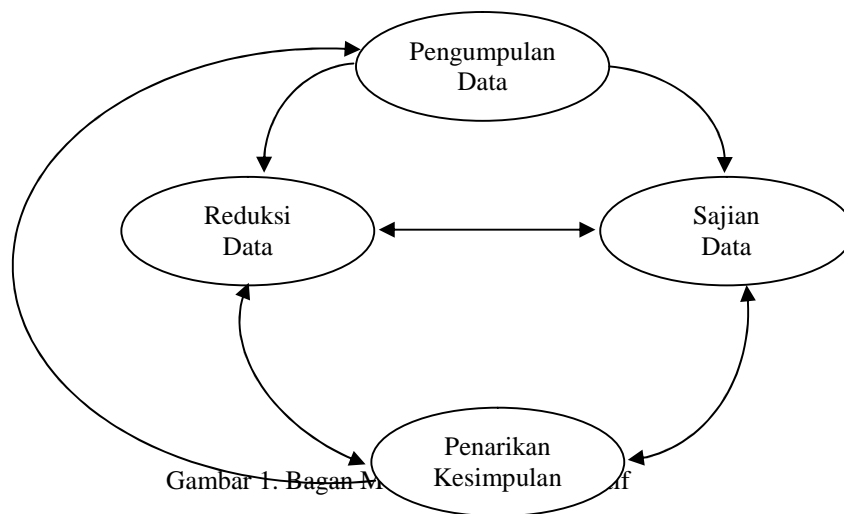 Pengumpulan
Data
Reduksi
Data
Sajian
Data
Penarikan
Kesimpulan
Gambar 1. Bagan